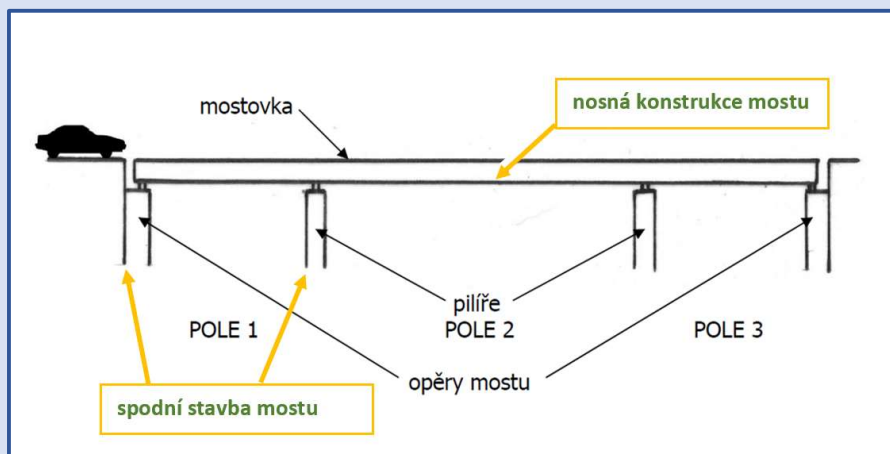 nosná konstrukce mostu
mostovka
pilíře
POLE 1
POLE 2
POLE 3
opěry mostu
spodní stavba mostu